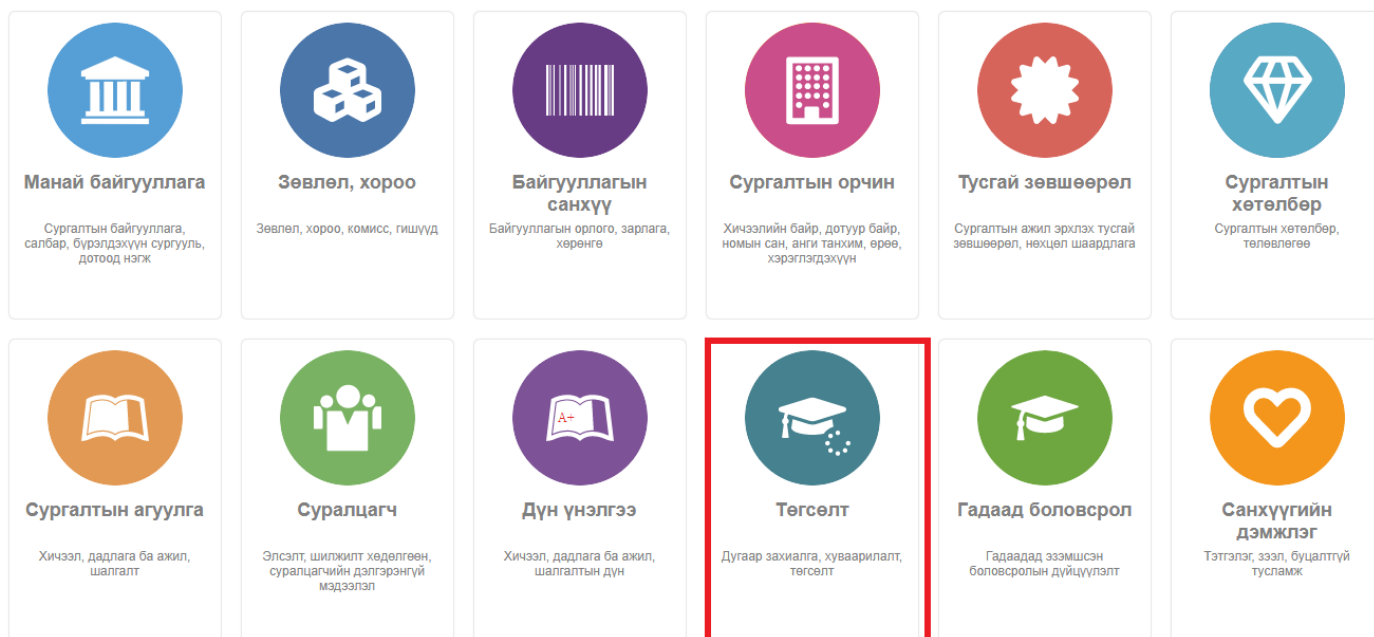 Манай байгууллага
Сургалтын байгууллага,
салбар, бүрэлдэхүүн сургууль,
дотоод нэгж
Зөвлөл, хороо
Зөвлөл, хороо, комисс, гишүүд
Байгууллагын
санхүү
Байгууллагын орлого, зарлага,
хөрөнгө
Сургалтын орчин
Хичээлийн байр, дотуур байр,
номын сан, анги танхим, өрөө,
хэрэглэгдэхүүн
Тусгай зөвшөөрөл
Сургалтын ажил эрхлэх тусгай
зөвшөөрөл, нөхцөл шаардлага
Сургалтын
хөтөлбөр
Сургалтын хөтөлбөр,
төлөвлөгөө
Сургалтын агуулга
Хичээл, дадлага ба ажил,
шалгалт
Суралцагч
Элсэлт, шилжилт хөдөлгөөн,
суралцагчийн дэлгэрэнгүй
мэдээлэл
A+
Дүн үнэлгээ
Хичээл, дадлага ба ажил,
шалгалтын дүн
Төгсөлт
Дугаар захиалга, хуваарилалт,
төгсөлт
Гадаад боловсрол
Гадаадад эзэмшсэн
боловсролын дүйцүүлэлт
Санхүүгийн
дэмжлэг
Тэтгэлэг, зээл, буцалтгүй
тусламж